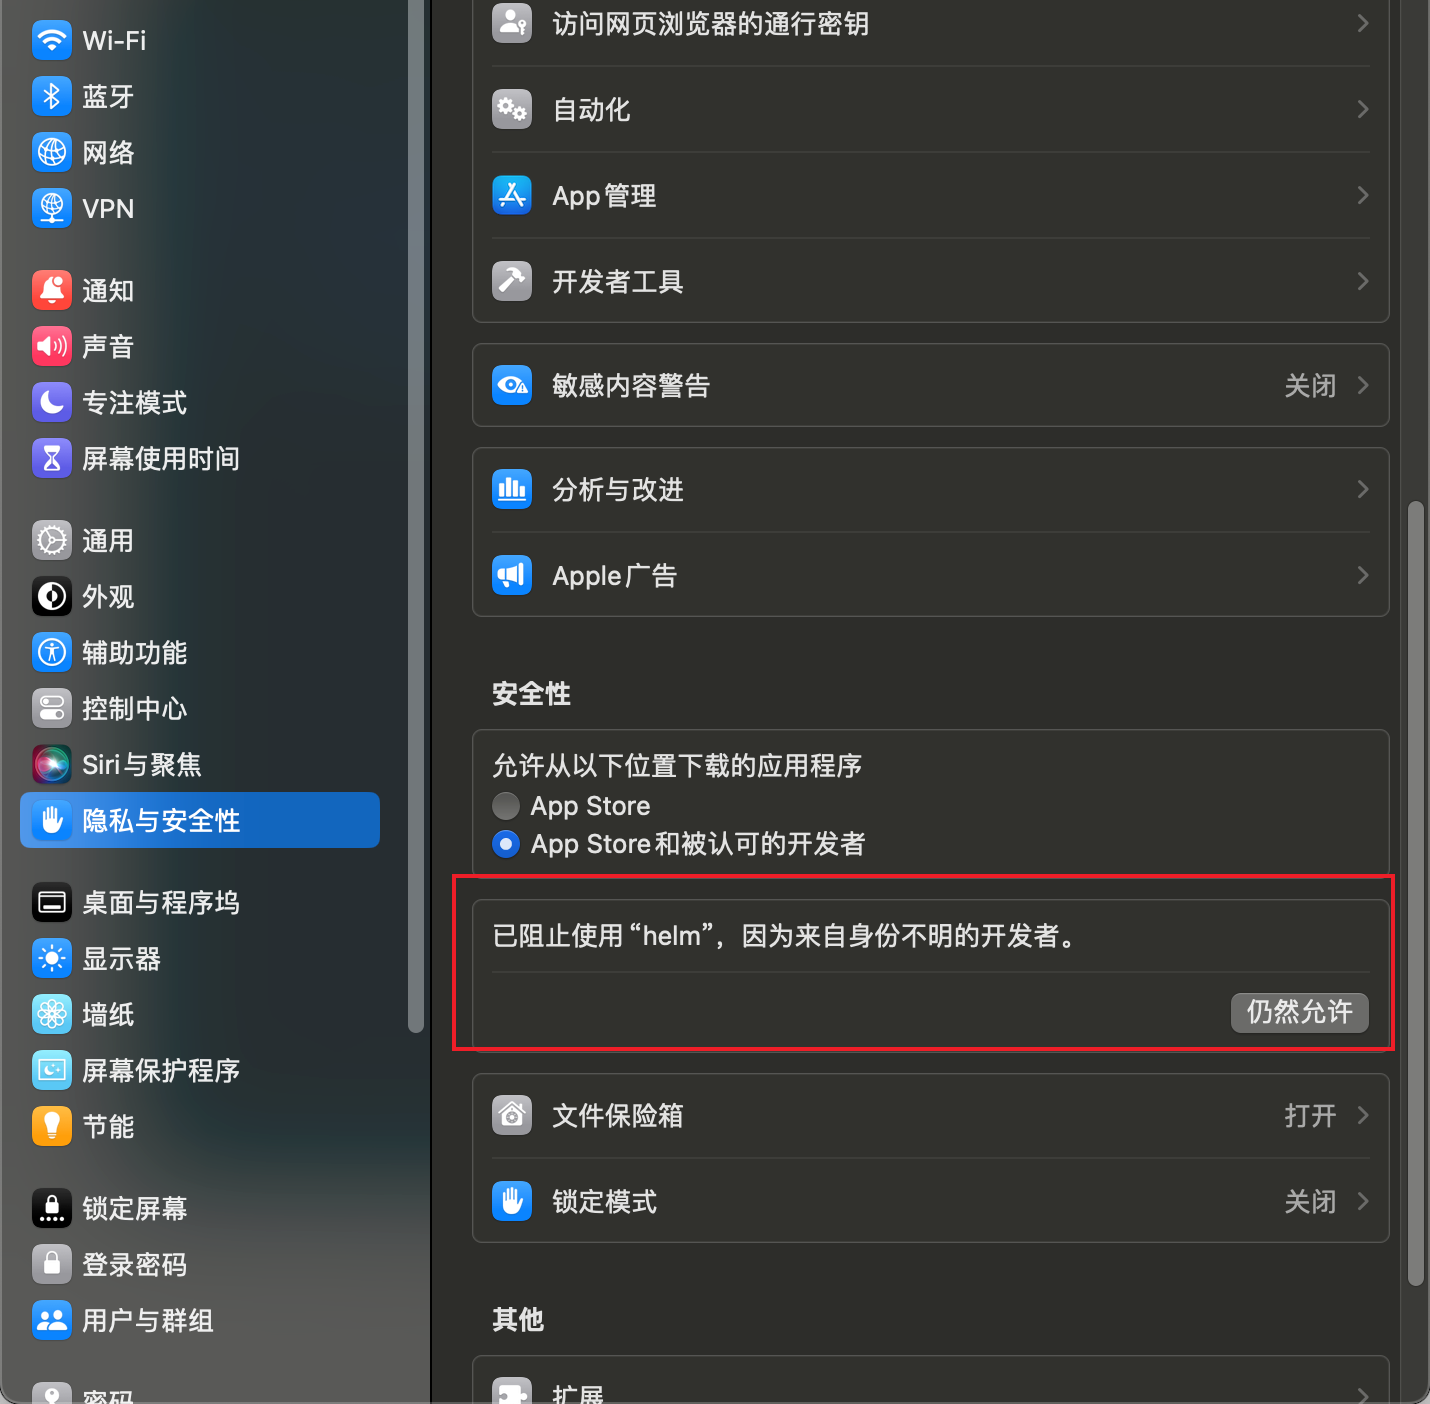 Wi-Fi
蓝牙
网络
VPN
通知
声音
专注模式
屏幕使用时间
通用
外观
辅助功能
控制中心
Siri与聚焦
隐私与安全性
桌面与程序坞
显示器
墙纸
屏幕保护程序
节能
锁定屏幕
登录密码
用户与群组
密码
访问网页浏览器的通行密钥
自动化
App管理
开发者工具
敏感内容警告 关闭
分析与改进
Apple广告
安全性
允许从以下位置下载的应用程序
App Store
App Store和被认可的开发者
已阻止使用“helm”，因为来自身份不明的开发者。
仍然允许
文件保险箱 打开
锁定模式 关闭
其他
扩展